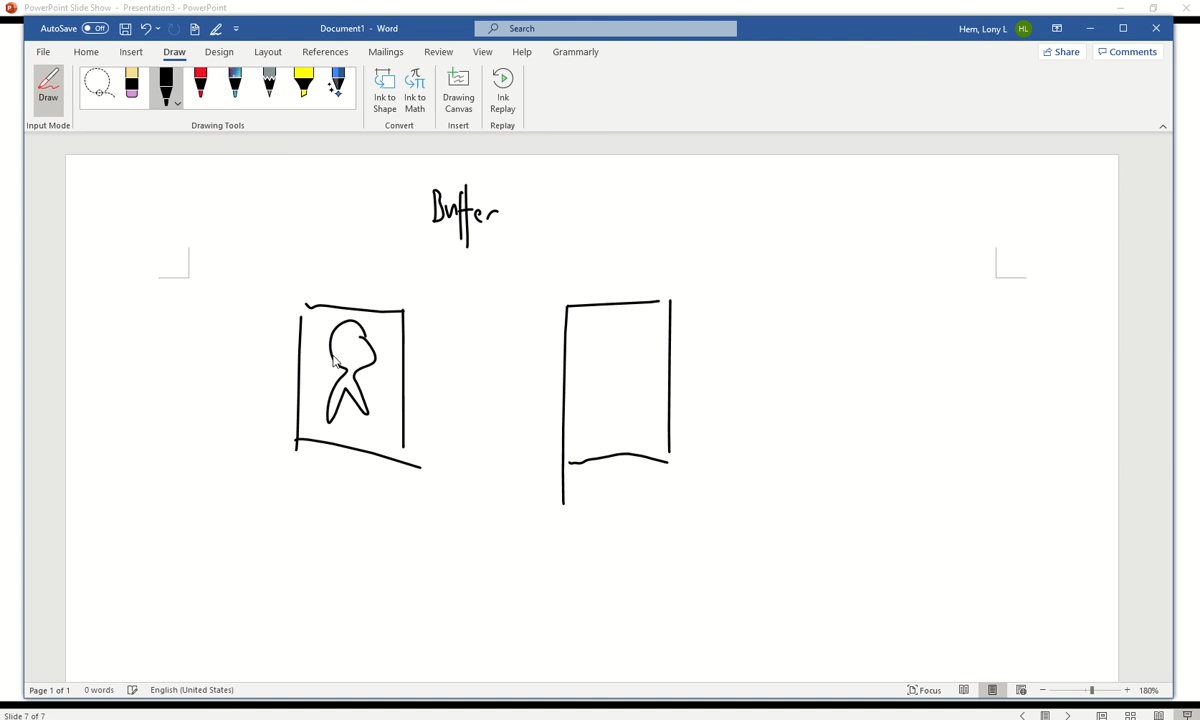 PowerPoint Slide Show - Presentation3 - PowerPoint
AutoSave Off
Document1 - Word
Search
Hem, Lony L
HL
File Home Insert Draw Design Layout References Mailings Review View Help Grammarly
Share Comments
Draw
Ink to Shape
Ink to Math
Drawing Canvas
Ink Replay
Input Mode
Drawing Tools
Convert
Insert
Replay
Buffer
Page 1 of 1 0 words English (United States) Focus 180%
Slide 7 of 7